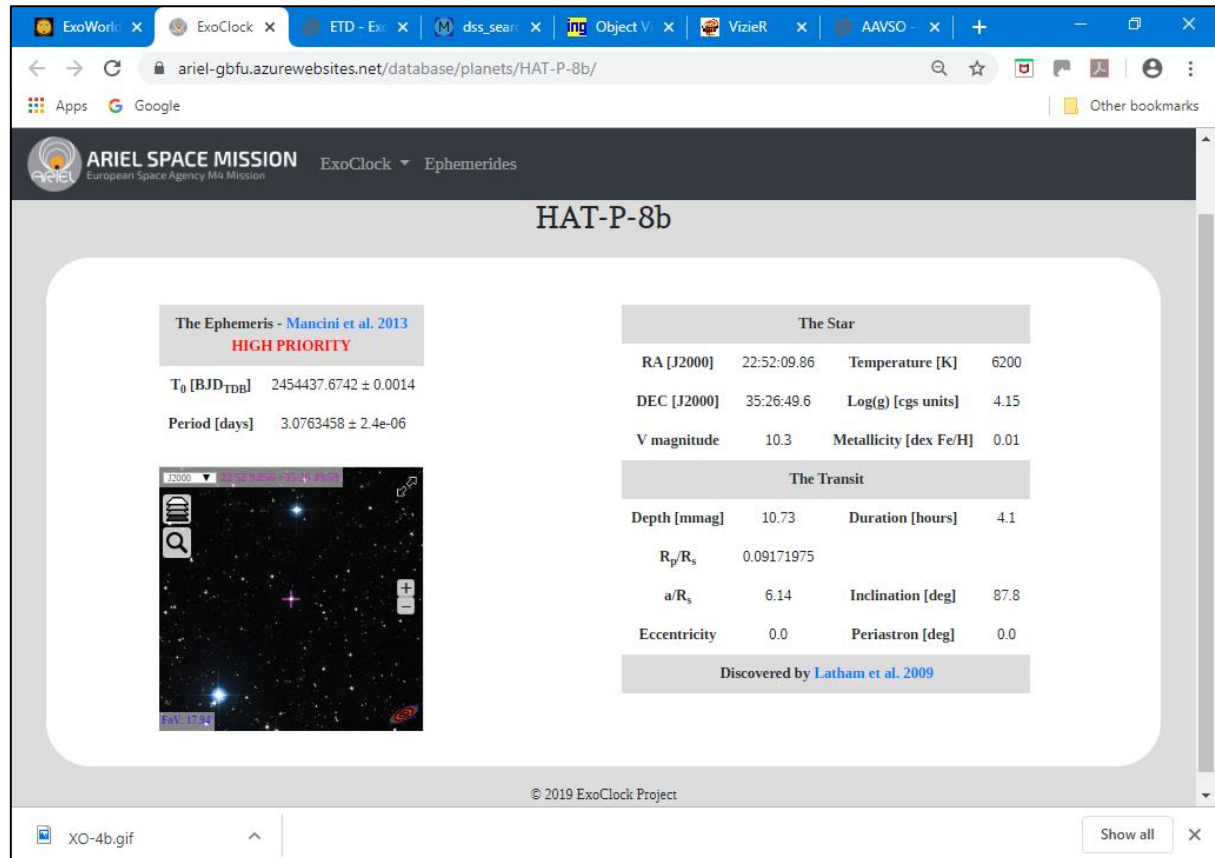 ExoWorl
ExoClock
ETD - Exo
dss_searc
Object Vi
VizieR
AAVSO -
ariel-gbfu.azurewebsites.net/database/planets/HAT-P-8b/
Apps
Google
Other bookmarks
ARIEL SPACE MISSION
European Space Agency M4 Mission
ExoClock
Ephemerides
HAT-P-8b
The Ephemeris - Mancini et al. 2013
HIGH PRIORITY
T0 [BJDTDB] 2454437.6742 ± 0.0014
Period [days] 3.0763458 ± 2.4e-06
J2000
FoV: 17.94'
The Star
RA [J2000] 22:52:09.86 Temperature [K] 6200
DEC [J2000] 35:26:49.6 Log(g) [cgs units] 4.15
V magnitude 10.3 Metallicity [dex Fe/H] 0.01
The Transit
Depth [mmag] 10.73 Duration [hours] 4.1
Rp/Rs 0.09171975
a/Rs 6.14 Inclination [deg] 87.8
Eccentricity 0.0 Periastron [deg] 0.0
Discovered by Latham et al. 2009
© 2019 ExoClock Project
XO-4b.gif
Show all